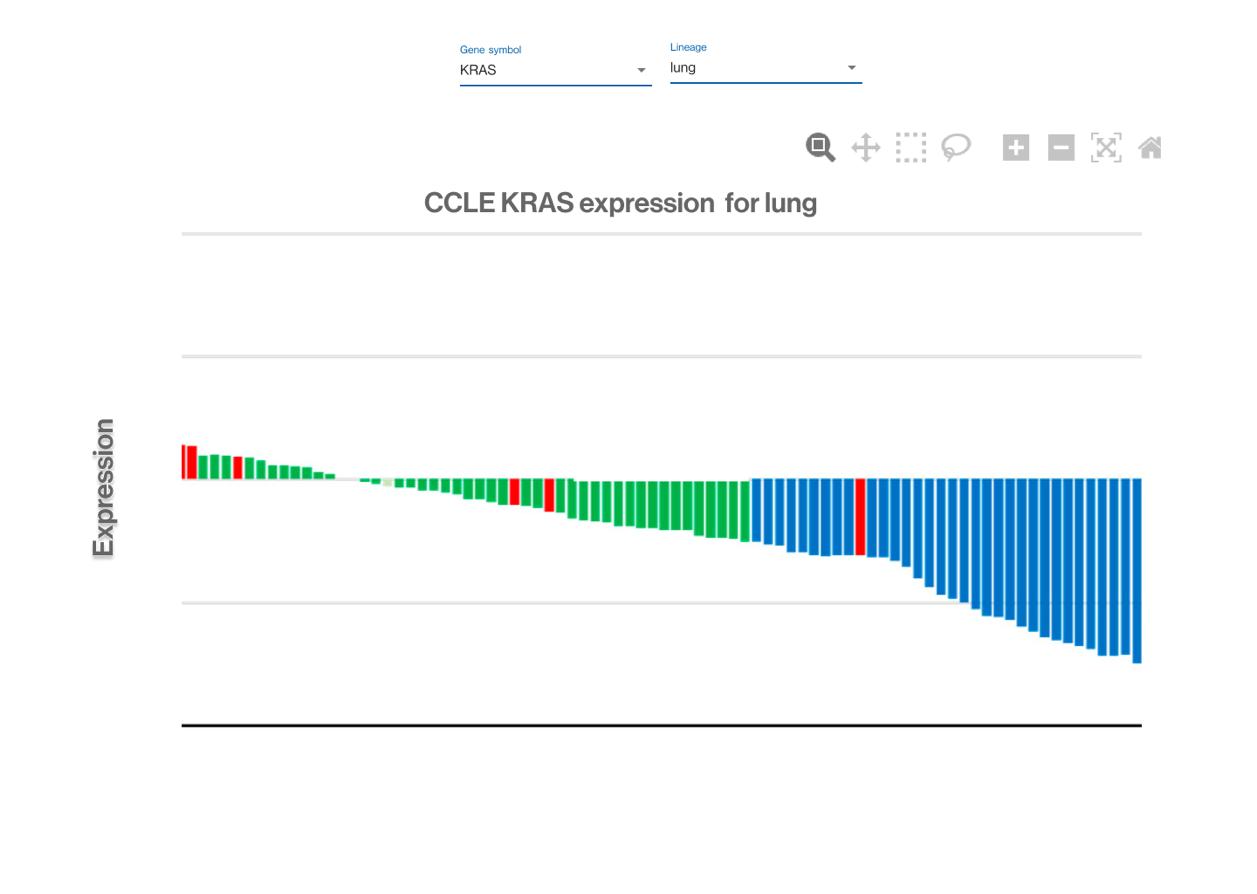 Gene symbol
KRAS
Lineage
lung
CCLE KRAS expression for lung
Expression